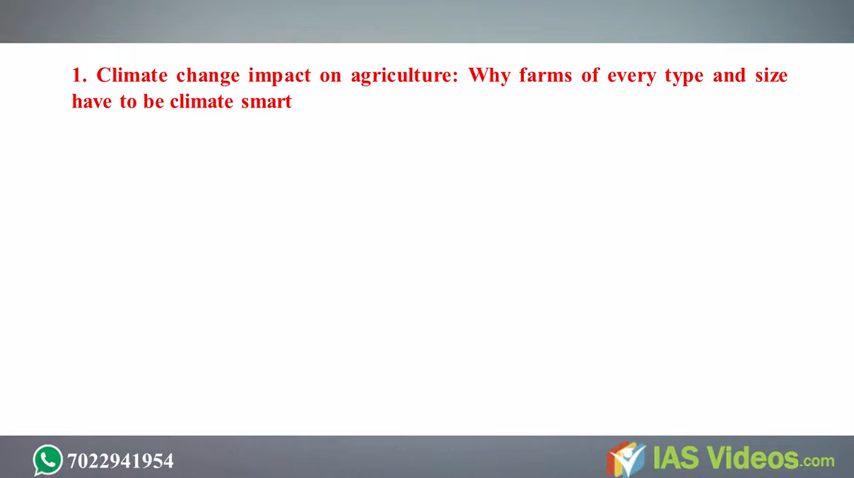 1. Climate change impact on agriculture: Why farms of every type and size
have to be climate smart
7022941954
IAS Videos.com